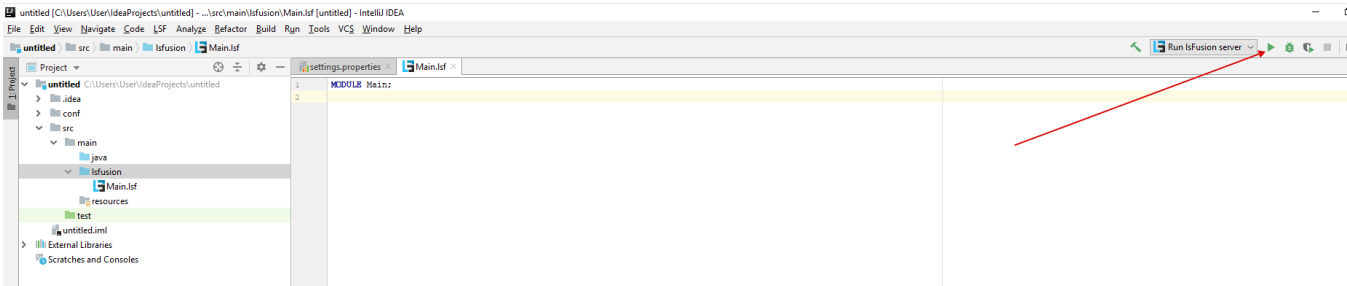 untitled [C:\Users\User\IdeaProjects\untitled] - ...\src\main\lsfusion\Main.lsf [untitled] - IntelliJ IDEA
File Edit View Navigate Code LSF Analyze Refactor Build Run Tools VCS Window Help
untitled src main lsfusion Main.lsf Run lsFusion server
1: Project
Project settings.properties Main.lsf
untitled C:\Users\User\IdeaProjects\untitled
.idea
conf
src
main
java
lsfusion
Main.lsf
resources
test
untitled.iml
External Libraries
Scratches and Consoles
1 MODULE Main;
2